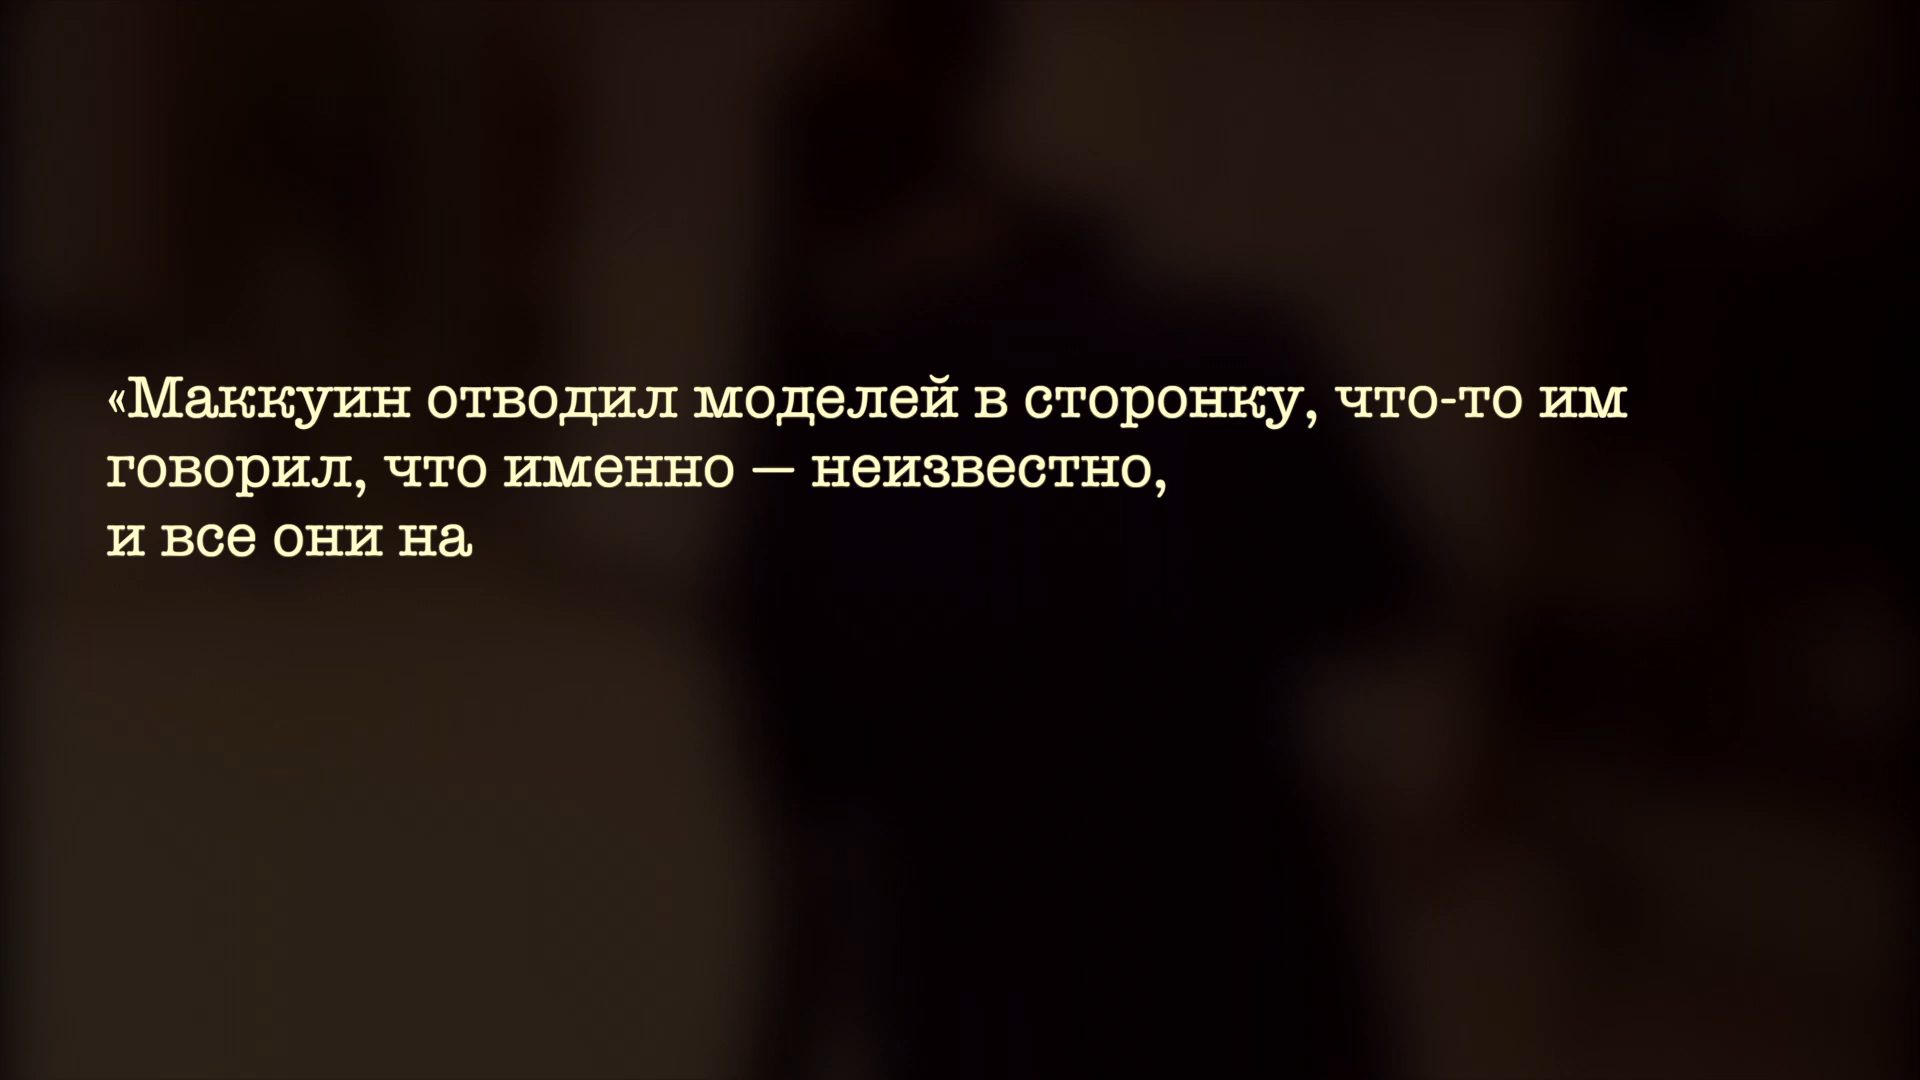 «Маккуин отводил моделей в сторонку, что-то им
говорил, что именно — неизвестно,
и все они на